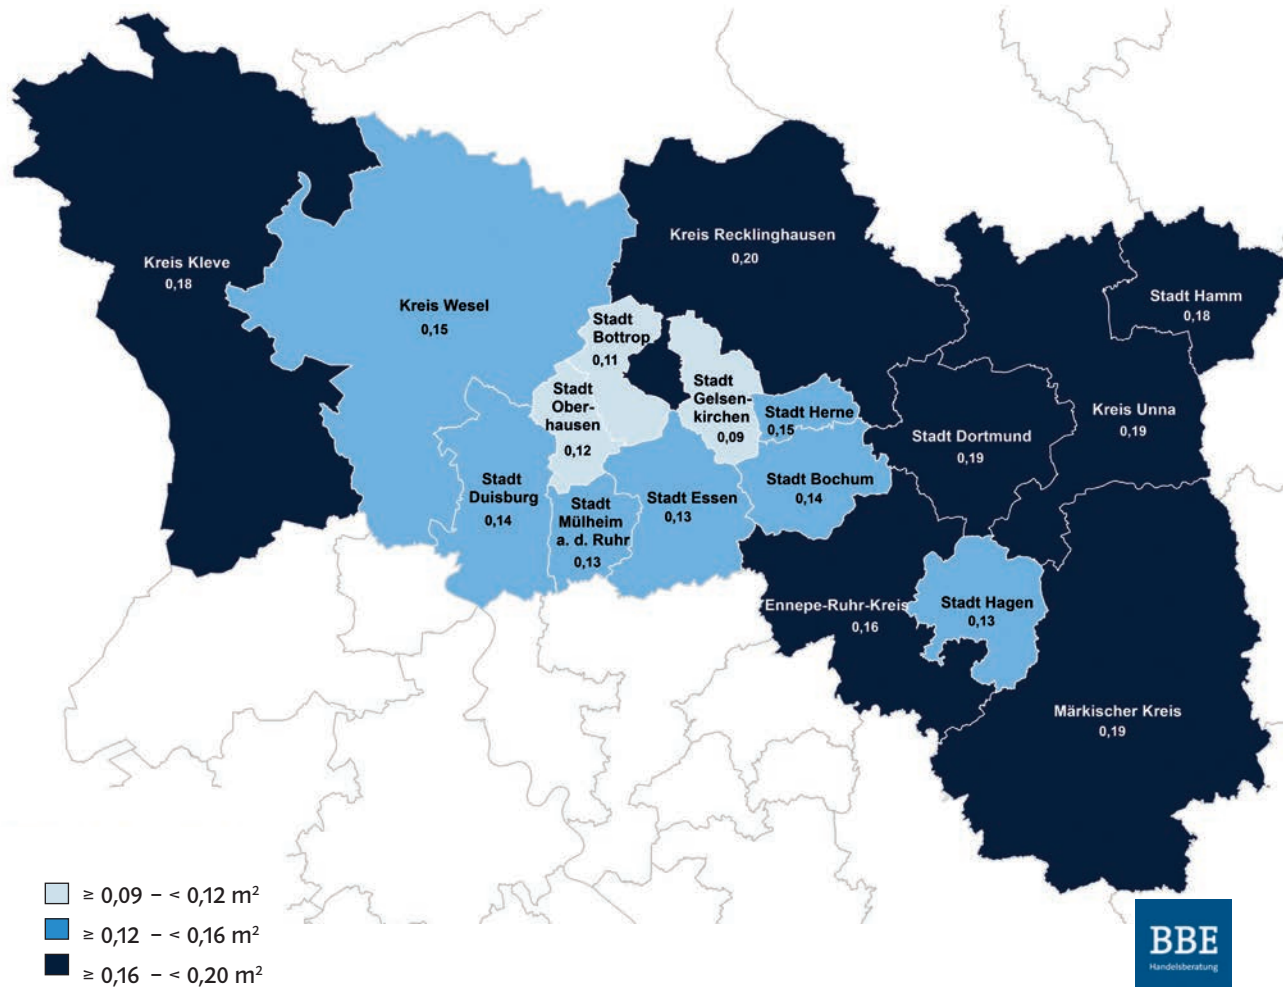 Kreis Kleve
0,18
Kreis Wesel
0,15
Kreis Recklinghausen
0,20
Stadt Hamm
0,18
Stadt
Bottrop
0,11
Stadt
Ober-
hausen
0,12
Stadt
Gelsen-
kirchen
0,09
Stadt Herne
0,15
Stadt Dortmund
0,19
Kreis Unna
0,19
Stadt
Duisburg
0,14
Stadt
Mülheim
a. d. Ruhr
0,13
Stadt Essen
0,13
Stadt Bochum
0,14
Ennepe-Ruhr-Kreis
0,16
Stadt Hagen
0,13
Märkischer Kreis
0,19
≥ 0,09 – < 0,12 m²
≥ 0,12 – < 0,16 m²
≥ 0,16 – < 0,20 m²
BBE
Handelsberatung